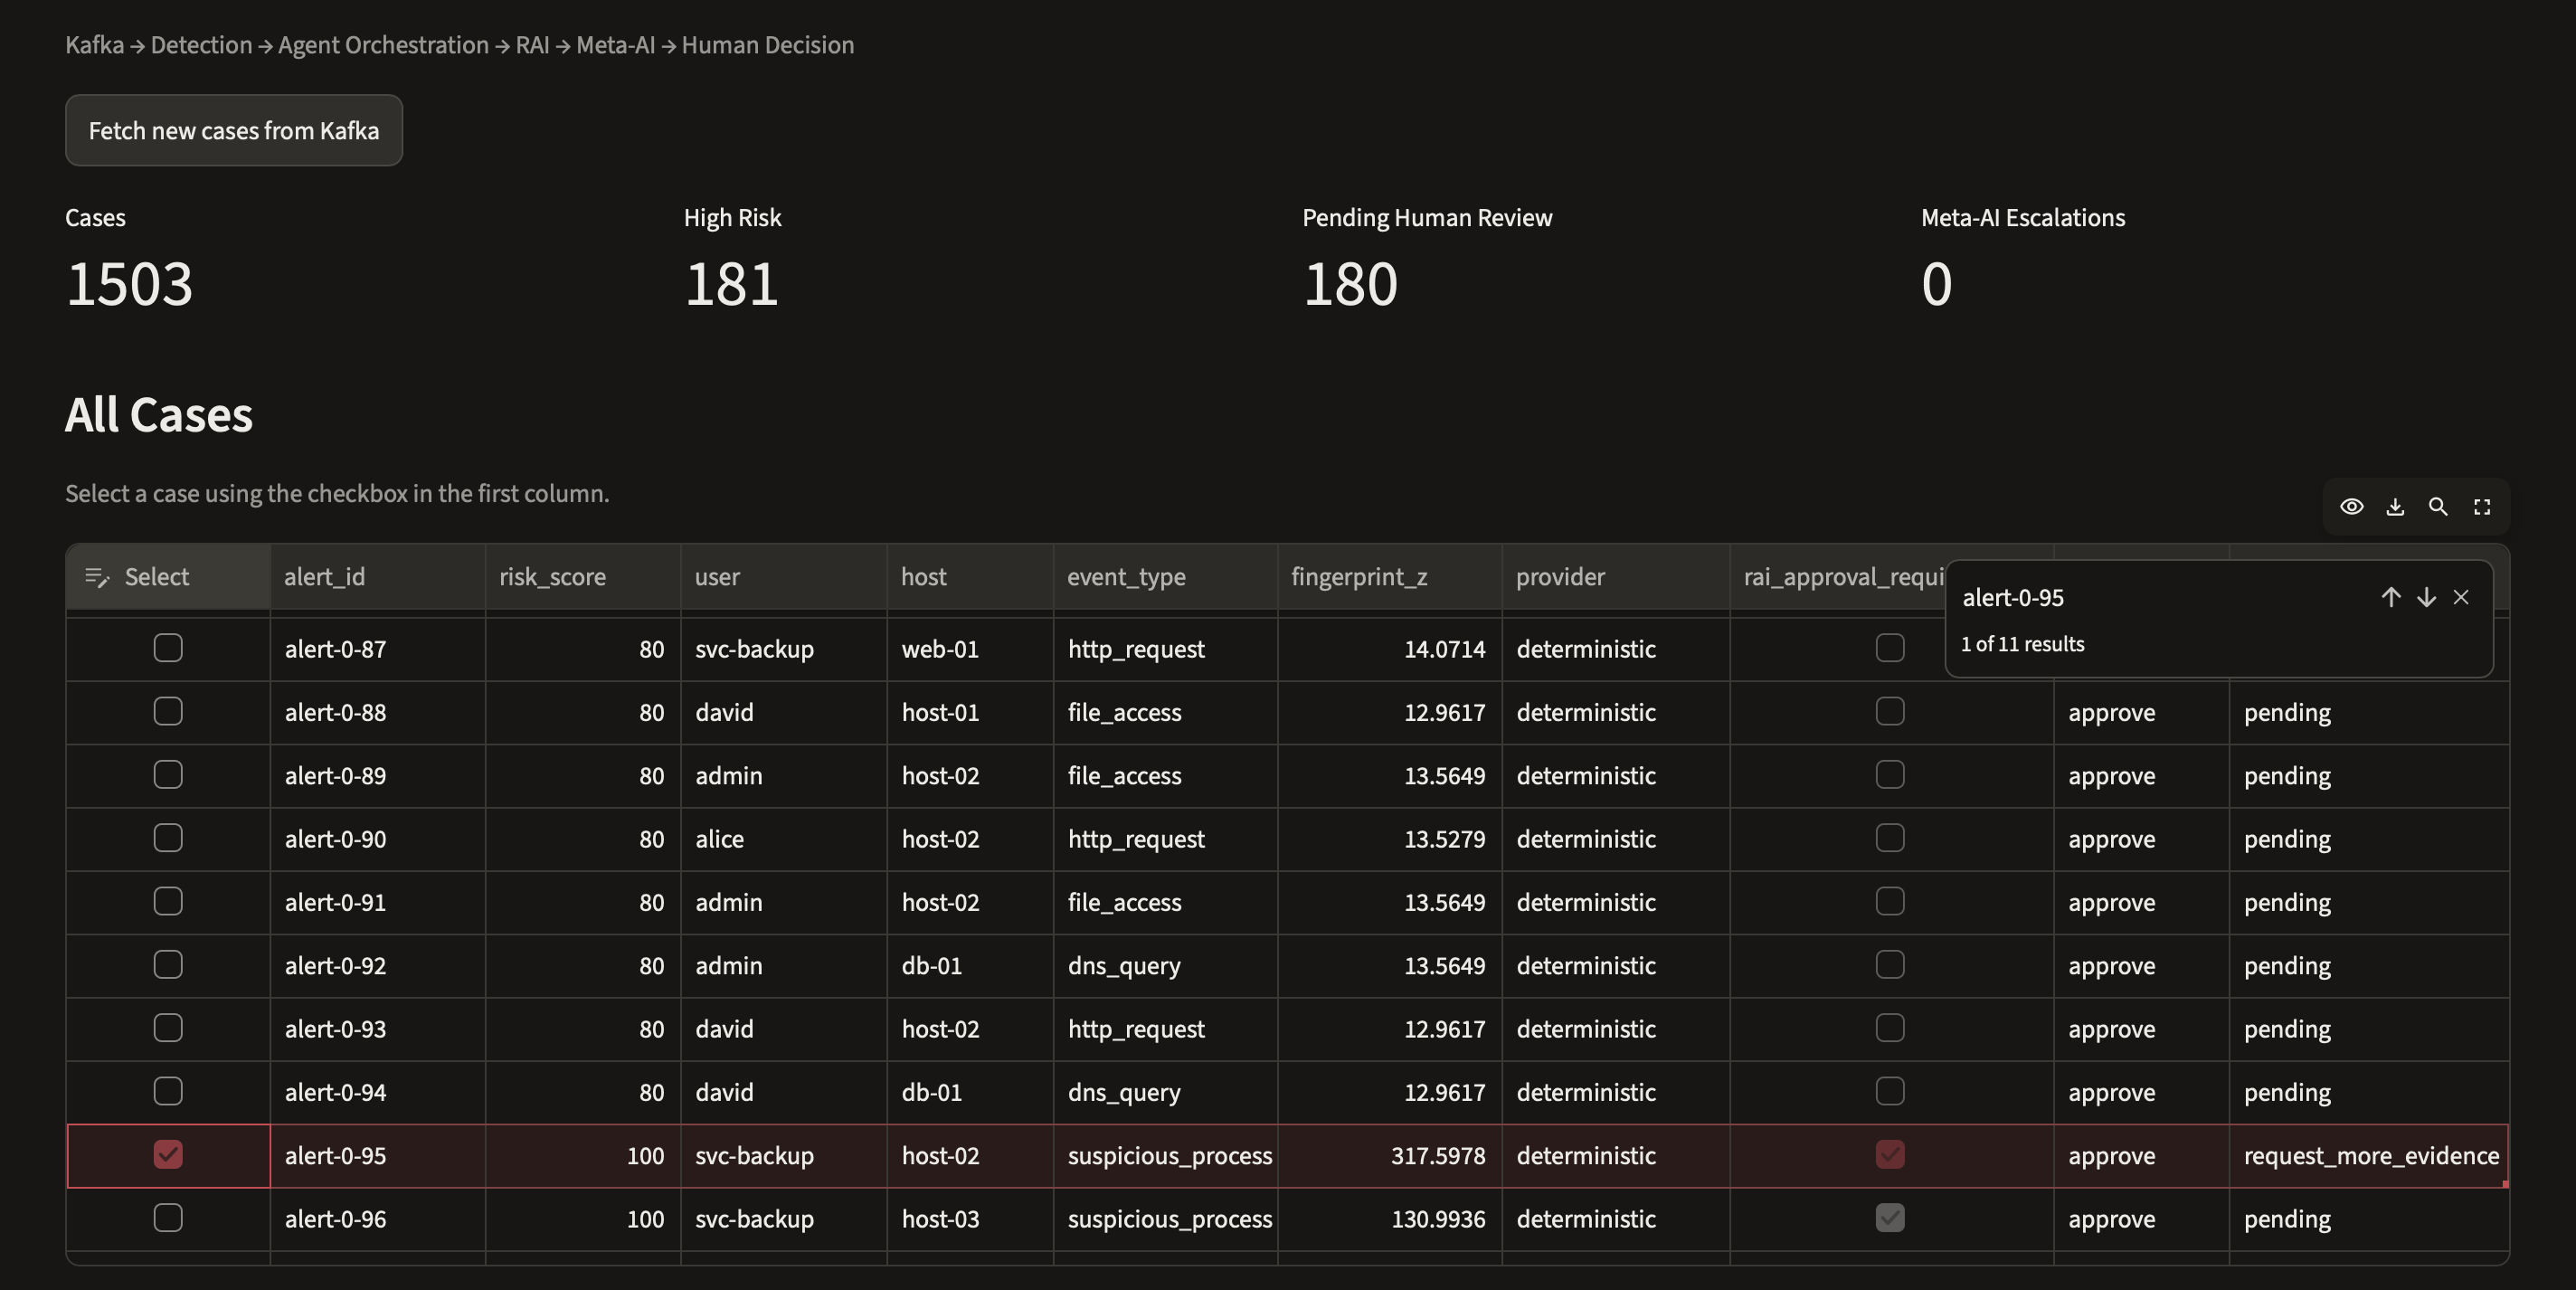 Kafka → Detection → Agent Orchestration → RAI → Meta-AI → Human Decision
Fetch new cases from Kafka
Cases High Risk Pending Human Review Meta-AI Escalations
1503 181 180 0
All Cases
Select a case using the checkbox in the first column.
Select alert_id risk_score user host event_type fingerprint_z provider rai_approval_requi
alert-0-95
1 of 11 results
alert-0-87 80 svc-backup web-01 http_request 14.0714 deterministic
alert-0-88 80 david host-01 file_access 12.9617 deterministic approve pending
alert-0-89 80 admin host-02 file_access 13.5649 deterministic approve pending
alert-0-90 80 alice host-02 http_request 13.5279 deterministic approve pending
alert-0-91 80 admin host-02 file_access 13.5649 deterministic approve pending
alert-0-92 80 admin db-01 dns_query 13.5649 deterministic approve pending
alert-0-93 80 david host-02 http_request 12.9617 deterministic approve pending
alert-0-94 80 david db-01 dns_query 12.9617 deterministic approve pending
alert-0-95 100 svc-backup host-02 suspicious_process 317.5978 deterministic approve request_more_evidence
alert-0-96 100 svc-backup host-03 suspicious_process 130.9936 deterministic approve pending